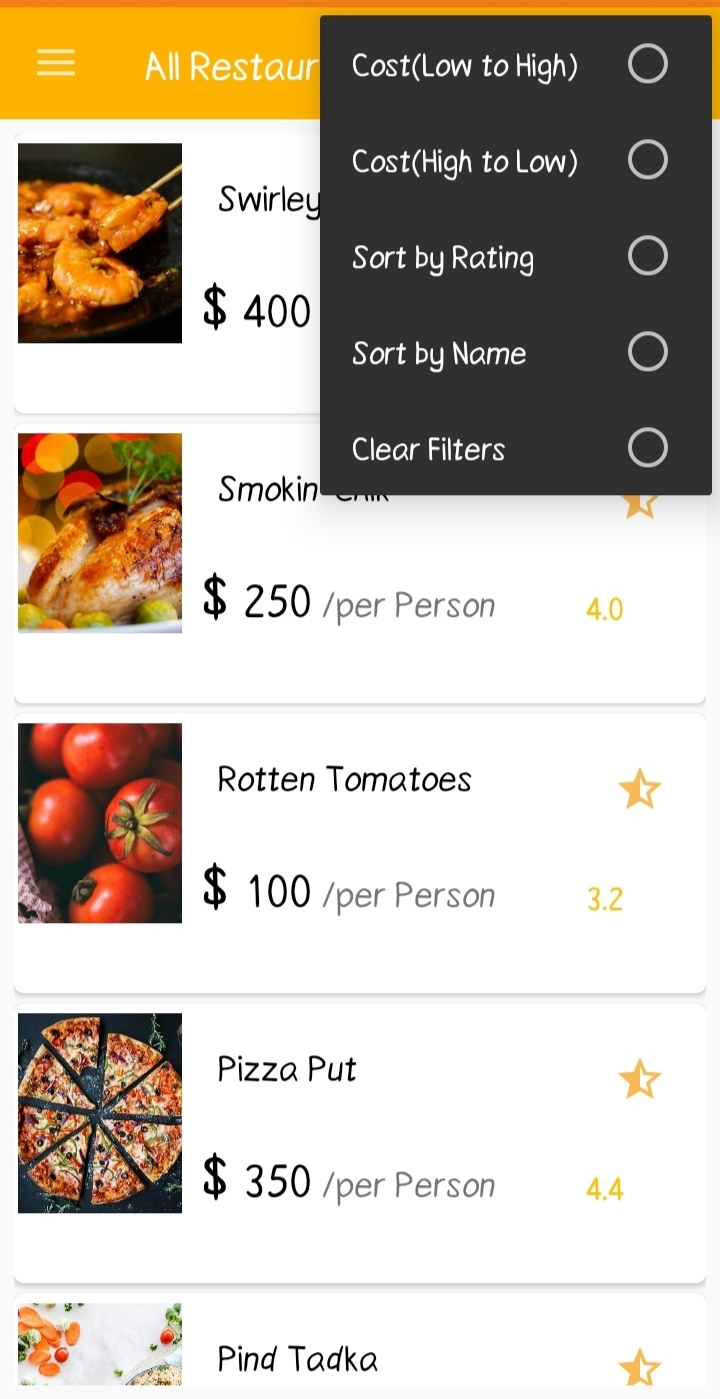 All Restaur
Cost(Low to High)
Cost(High to Low)
Sort by Rating
Sort by Name
Clear Filters
Swirley
$ 400
Smokin
$ 250 /per Person
4.0
Rotten Tomatoes
$ 100 /per Person
3.2
Pizza Put
$ 350 /per Person
4.4
Pind Tadka